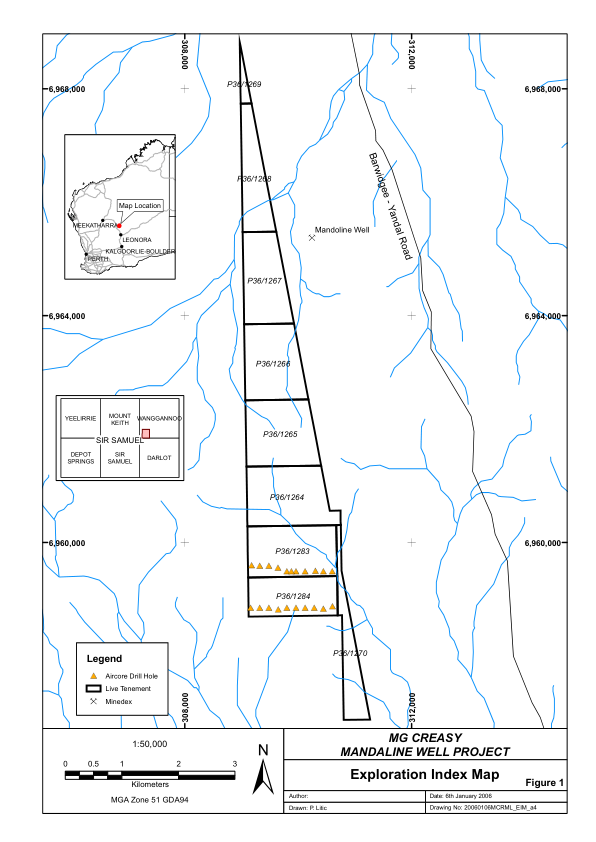 308,000
312,000
6,968,000
6,968,000
P36/1269
P36/1268
Barwidgee - Yandal Road
Map Location
MEEKATHARRA
LEONORA
KALGOORLIE-BOULDER
PERTH
Mandoline Well
P36/1267
6,964,000
6,964,000
P36/1266
YEELIRRIE
MOUNT
KEITH
WANGGANNOO
SIR SAMUEL
DEPOT
SPRINGS
SIR
SAMUEL
DARLOT
P36/1265
P36/1264
6,960,000
6,960,000
P36/1283
P36/1284
P36/1270
Legend
Aircore Drill Hole
Live Tenement
Minedex
308,000
312,000
1:50,000
0 0.5 1 2 3
Kilometers
MGA Zone 51 GDA94
N
MG CREASY
MANDALINE WELL PROJECT
Exploration Index Map
Figure 1
Author:
Date: 6th January 2006
Drawn: P. Litic
Drawing No: 20060106MCRML_EIM_a4